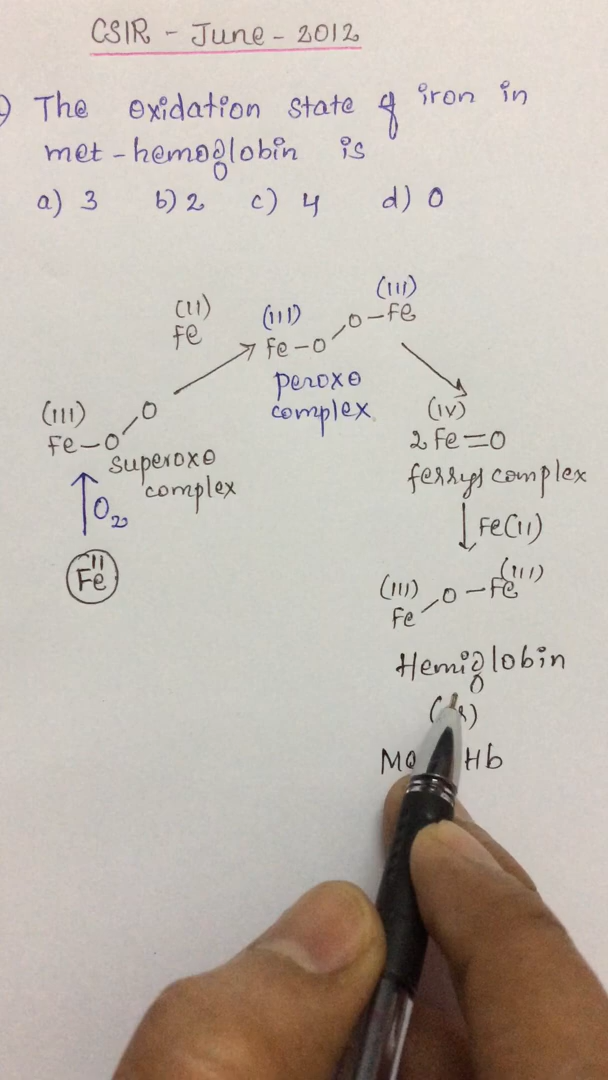 CSIR - June - 2012
The oxidation state of iron in
met-hemoglobin is
a) 3 b) 2 c) 4 d) 0
(II)
Fe
(III) (III)
Fe-O O-Fe
peroxo
complex
(III)
Fe-O O
superoxo
complex
O2
II
Fe
(IV)
2Fe=O
ferryl complex
Fe(II)
(III) (III)
Fe O-Fe
Hemiglobin
Hb